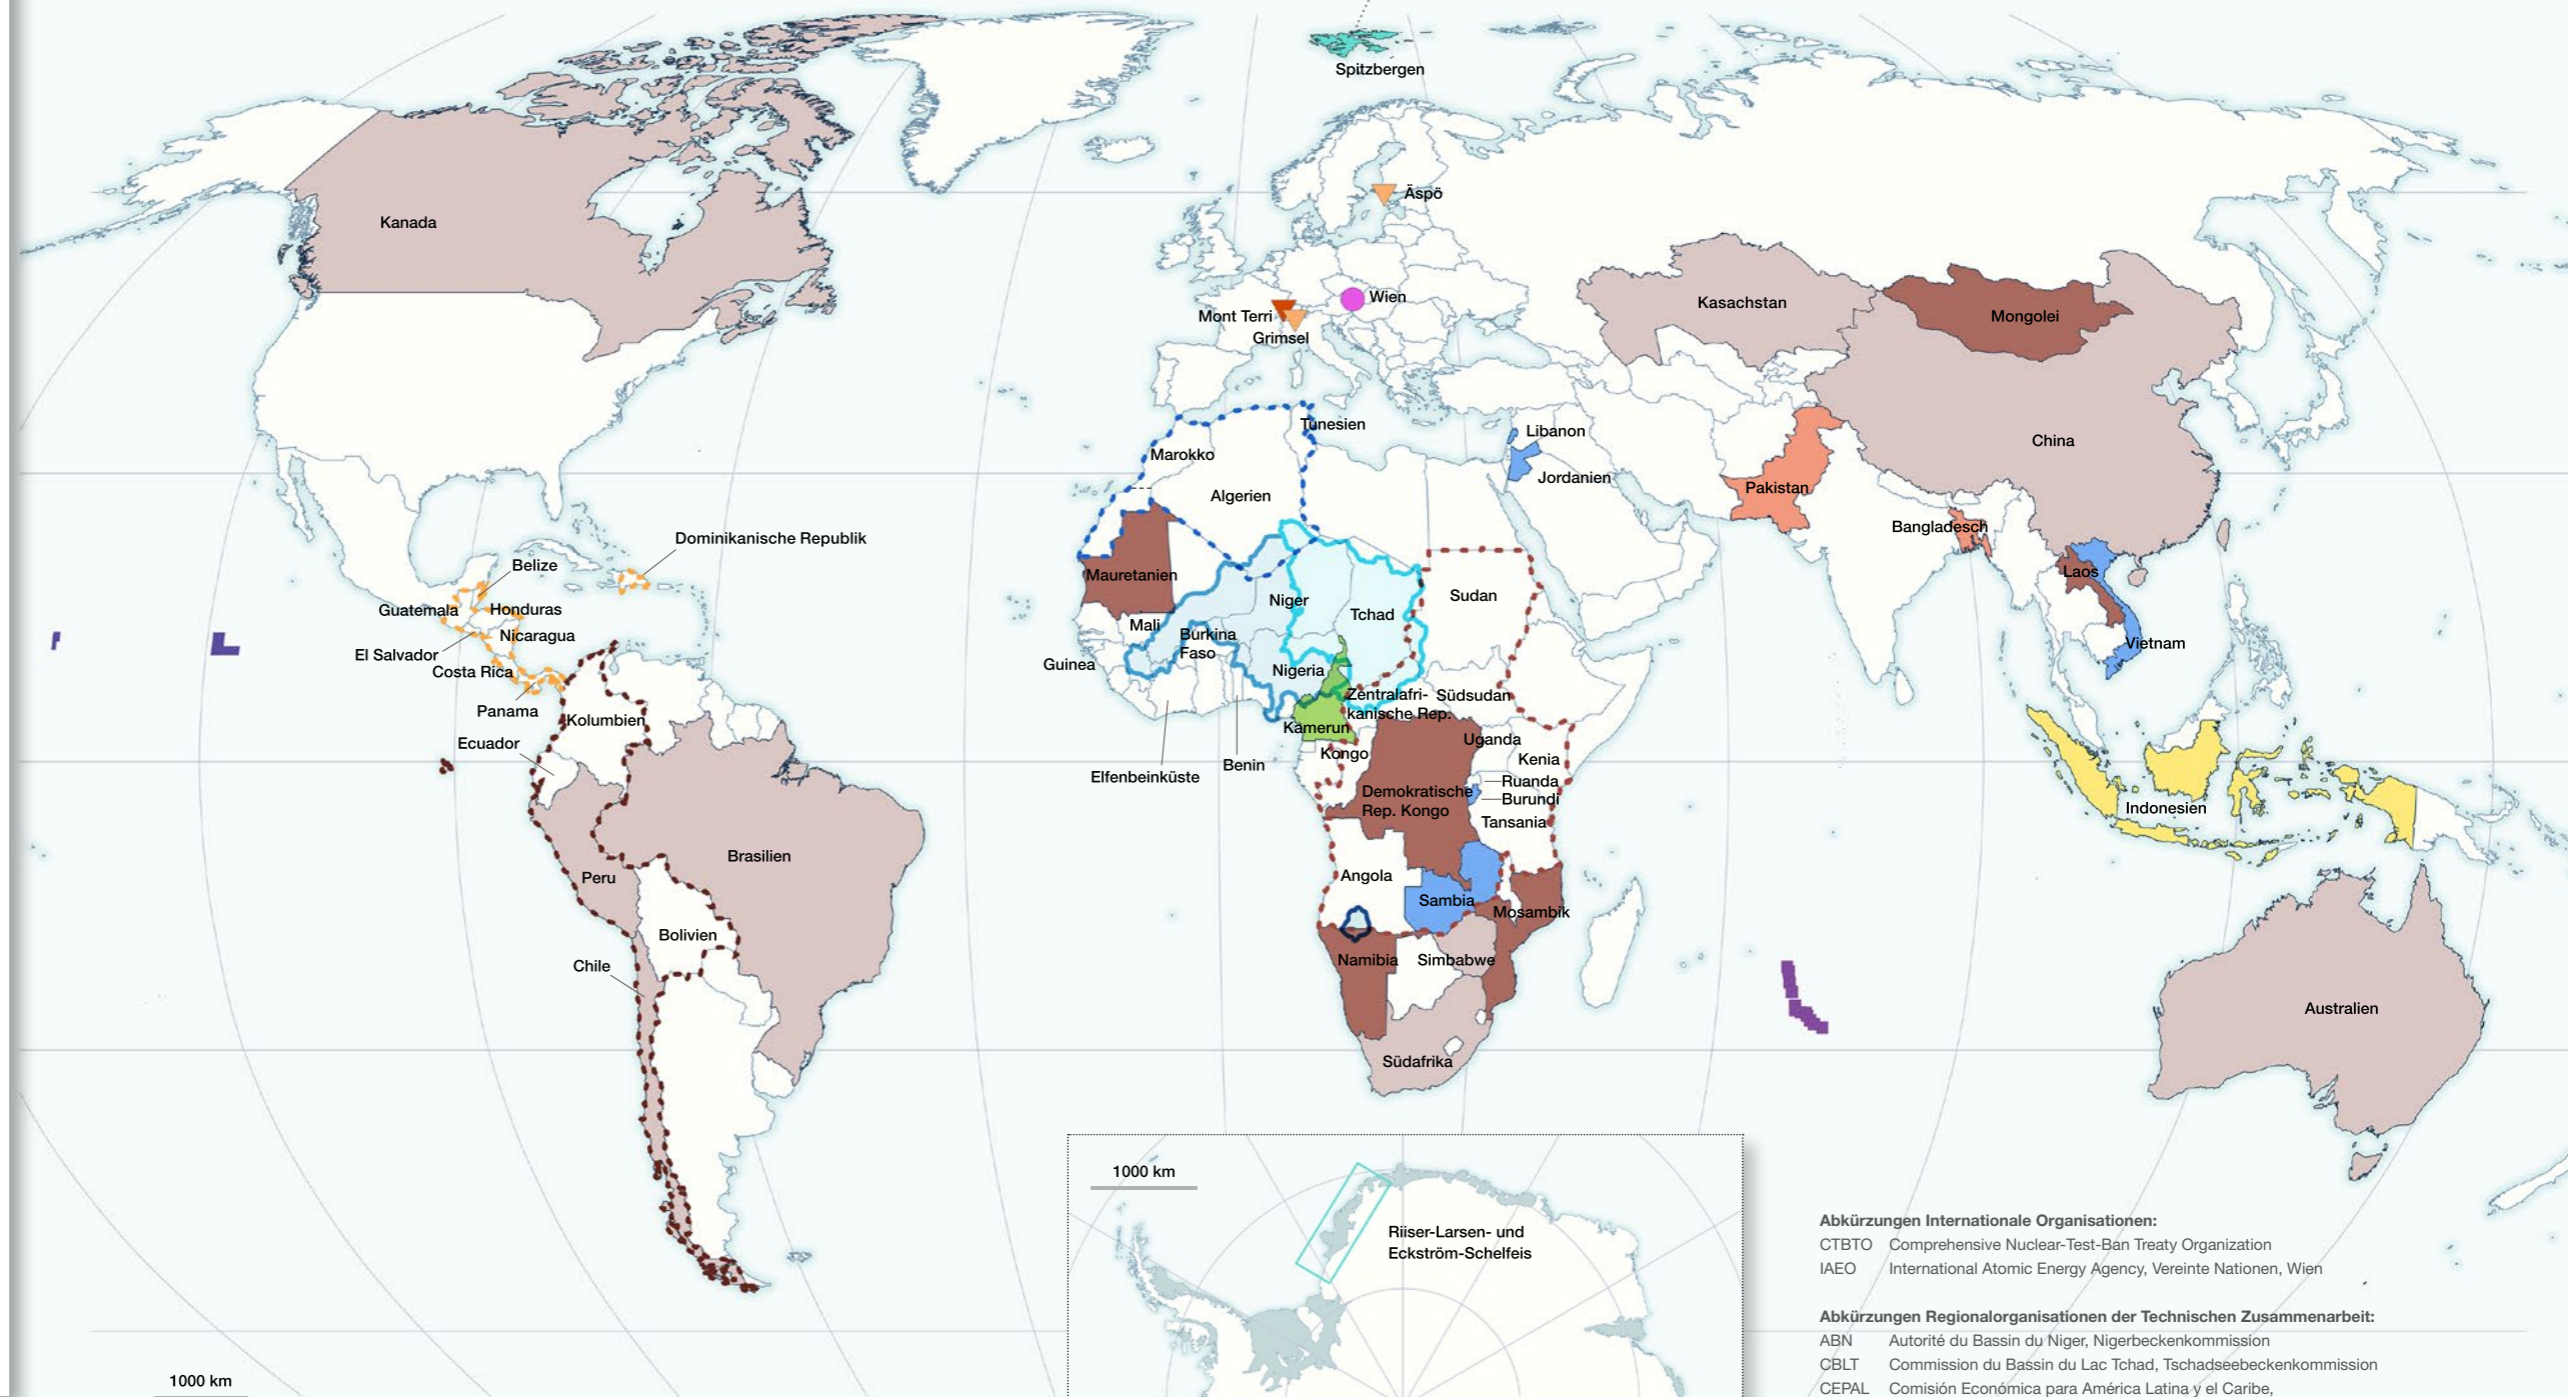 Spitzbergen
Kanada
Äspö
Wien
Mont Terri
Grimsel
Kasachstan
Mongolei
China
Tunesien
Marokko
Algerien
Libanon
Jordanien
Pakistan
Bangladesch
Dominikanische Republik
Belize
Guatemala
Honduras
Nicaragua
El Salvador
Costa Rica
Panama
Kolumbien
Ecuador
Mauretanien
Mali
Niger
Tchad
Sudan
Burkina
Faso
Guinea
Nigeria
Zentralafri-
kanische Rep.
Südsudan
Kamerun
Kongo
Uganda
Kenia
Elfenbeinküste
Benin
Ruanda
Burundi
Demokratische
Rep. Kongo
Tansania
Laos
Vietnam
Indonesien
Brasilien
Peru
Bolivien
Chile
Angola
Sambia
Mosambik
Namibia
Simbabwe
Südafrika
Australien
1000 km
Riiser-Larsen- und
Eckström-Schelfeis
1000 km
Abkürzungen Internationale Organisationen:
CTBTO Comprehensive Nuclear-Test-Ban Treaty Organization
IAEO International Atomic Energy Agency, Vereinte Nationen, Wien
Abkürzungen Regionalorganisationen der Technischen Zusammenarbeit:
ABN Autorité du Bassin du Niger, Nigerbeckenkommission
CBLT Commission du Bassin du Lac Tchad, Tschadseebeckenkommission
CEPAL Comisión Económica para América Latina y el Caribe,